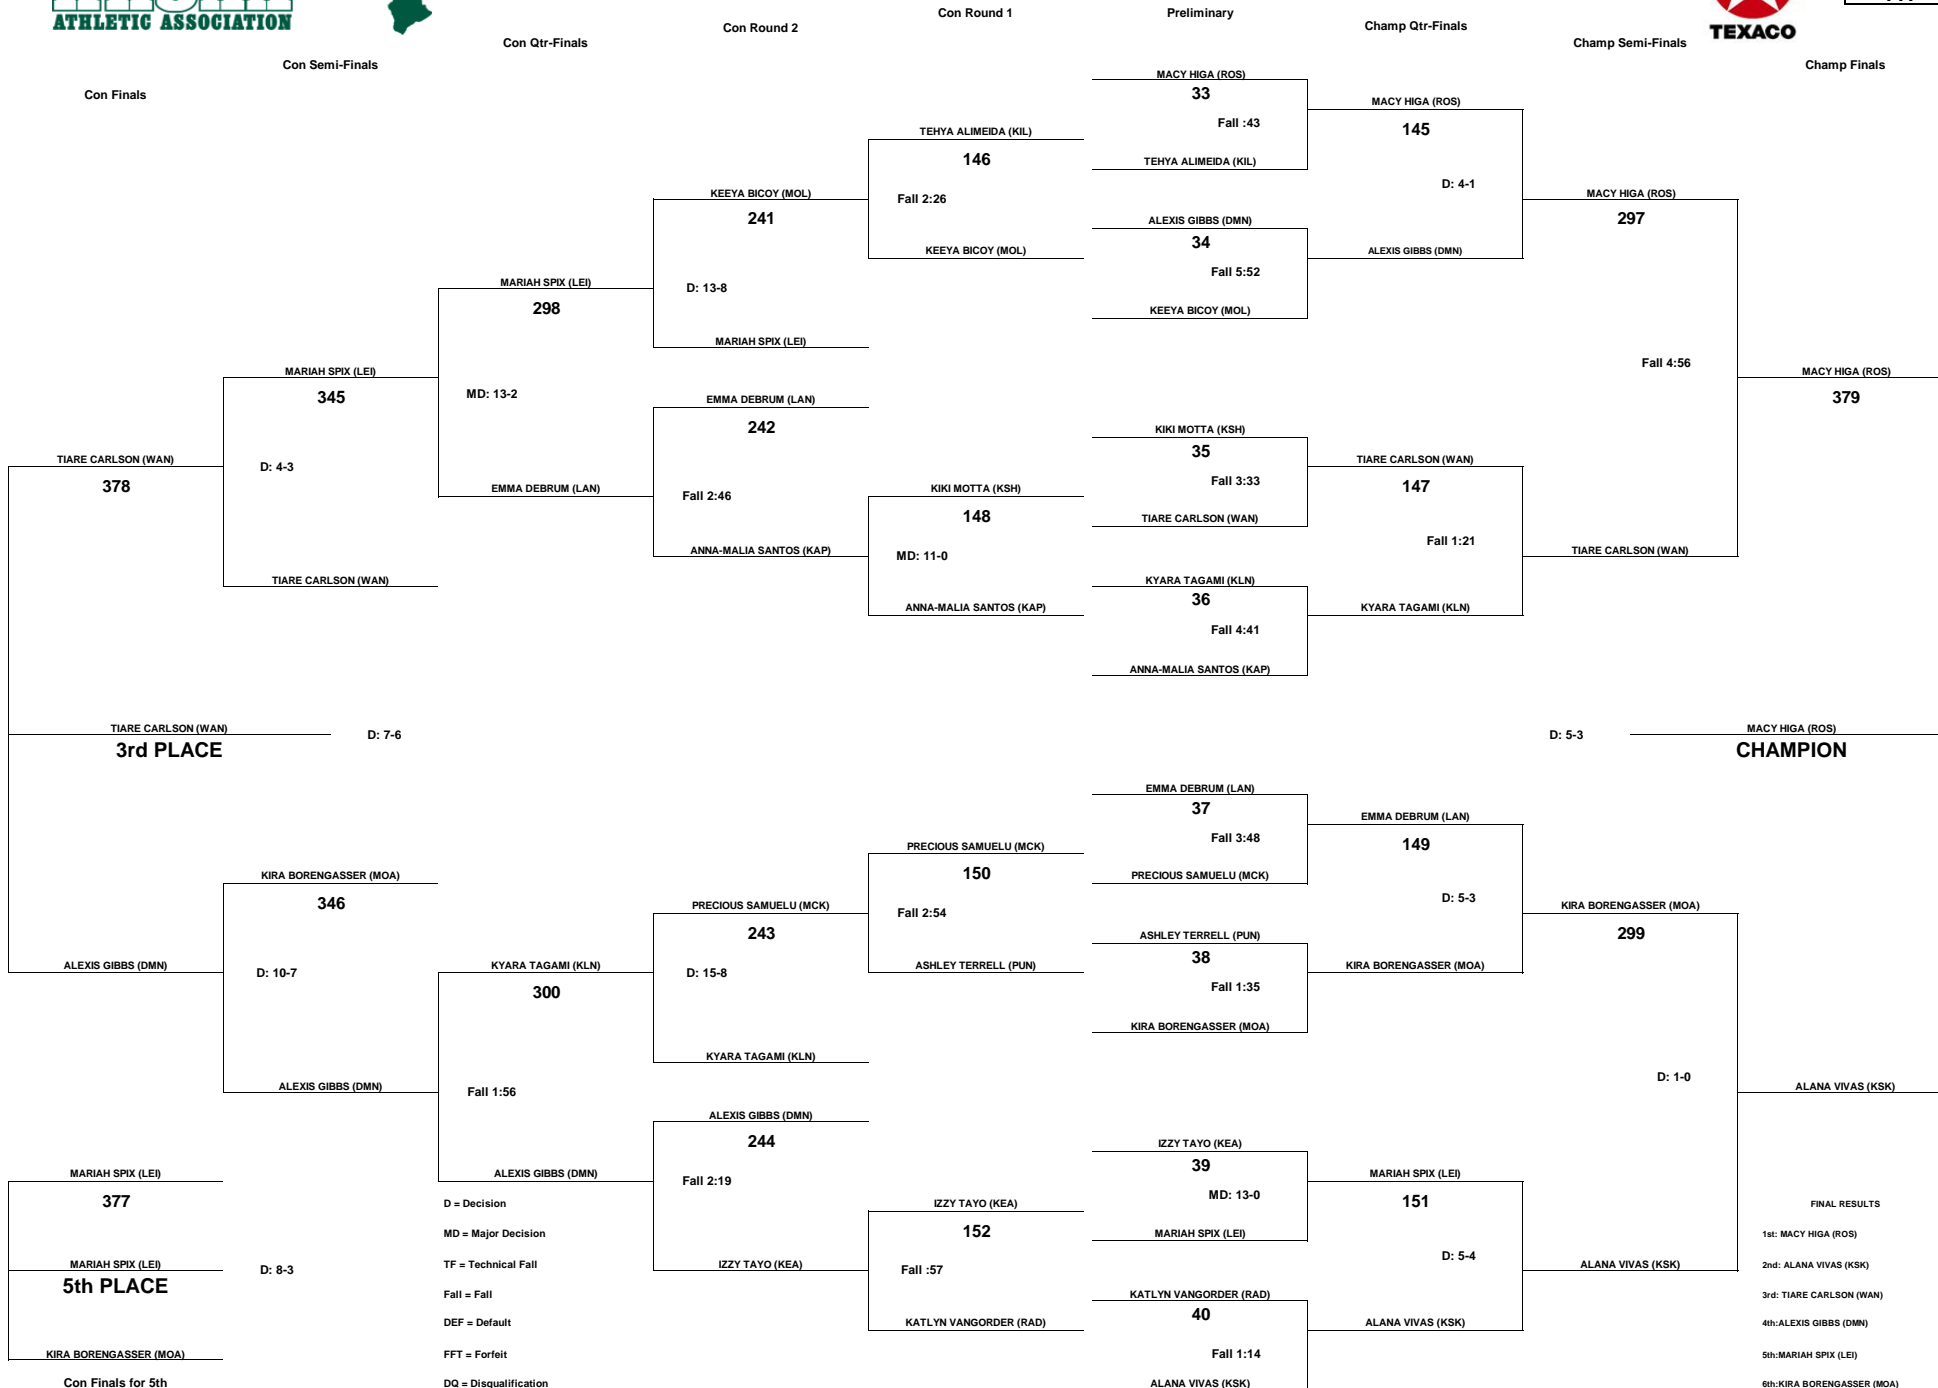 ATHLETIC ASSOCIATION
TEXACO
Con Finals
Con Semi-Finals
Con Qtr-Finals
Con Round 2
Con Round 1
Preliminary
Champ Qtr-Finals
Champ Semi-Finals
Champ Finals
MACY HIGA (ROS)
33
Fall :43
TEHYA ALIMEIDA (KIL)
ALEXIS GIBBS (DMN)
34
Fall 5:52
KEEYA BICOY (MOL)
KIKI MOTTA (KSH)
35
Fall 3:33
TIARE CARLSON (WAN)
KYARA TAGAMI (KLN)
36
Fall 4:41
ANNA-MALIA SANTOS (KAP)
EMMA DEBRUM (LAN)
37
Fall 3:48
PRECIOUS SAMUELU (MCK)
ASHLEY TERRELL (PUN)
38
Fall 1:35
KIRA BORENGASSER (MOA)
IZZY TAYO (KEA)
39
MD: 13-0
MARIAH SPIX (LEI)
KATLYN VANGORDER (RAD)
40
Fall 1:14
ALANA VIVAS (KSK)
MACY HIGA (ROS)
145
D: 4-1
ALEXIS GIBBS (DMN)
TIARE CARLSON (WAN)
147
Fall 1:21
KYARA TAGAMI (KLN)
EMMA DEBRUM (LAN)
149
D: 5-3
KIRA BORENGASSER (MOA)
MARIAH SPIX (LEI)
151
D: 5-4
ALANA VIVAS (KSK)
MACY HIGA (ROS)
297
Fall 4:56
TIARE CARLSON (WAN)
KIRA BORENGASSER (MOA)
299
D: 1-0
ALANA VIVAS (KSK)
MACY HIGA (ROS)
379
D: 5-3
MACY HIGA (ROS)
CHAMPION
ALANA VIVAS (KSK)
TEHYA ALIMEIDA (KIL)
146
Fall 2:26
KEEYA BICOY (MOL)
KIKI MOTTA (KSH)
148
MD: 11-0
ANNA-MALIA SANTOS (KAP)
PRECIOUS SAMUELU (MCK)
150
Fall 2:54
ASHLEY TERRELL (PUN)
IZZY TAYO (KEA)
152
Fall :57
KATLYN VANGORDER (RAD)
KEEYA BICOY (MOL)
241
D: 13-8
MARIAH SPIX (LEI)
EMMA DEBRUM (LAN)
242
Fall 2:46
ANNA-MALIA SANTOS (KAP)
PRECIOUS SAMUELU (MCK)
243
D: 15-8
KYARA TAGAMI (KLN)
ALEXIS GIBBS (DMN)
244
Fall 2:19
IZZY TAYO (KEA)
MARIAH SPIX (LEI)
298
MD: 13-2
EMMA DEBRUM (LAN)
KYARA TAGAMI (KLN)
300
Fall 1:56
ALEXIS GIBBS (DMN)
MARIAH SPIX (LEI)
345
D: 4-3
TIARE CARLSON (WAN)
KIRA BORENGASSER (MOA)
346
D: 10-7
ALEXIS GIBBS (DMN)
TIARE CARLSON (WAN)
378
TIARE CARLSON (WAN)
3rd PLACE
D: 7-6
ALEXIS GIBBS (DMN)
MARIAH SPIX (LEI)
377
MARIAH SPIX (LEI)
5th PLACE
D: 8-3
KIRA BORENGASSER (MOA)
Con Finals for 5th
D = Decision
MD = Major Decision
TF = Technical Fall
Fall = Fall
DEF = Default
FFT = Forfeit
DQ = Disqualification
FINAL RESULTS
1st: MACY HIGA (ROS)
2nd: ALANA VIVAS (KSK)
3rd: TIARE CARLSON (WAN)
4th:ALEXIS GIBBS (DMN)
5th:MARIAH SPIX (LEI)
6th:KIRA BORENGASSER (MOA)